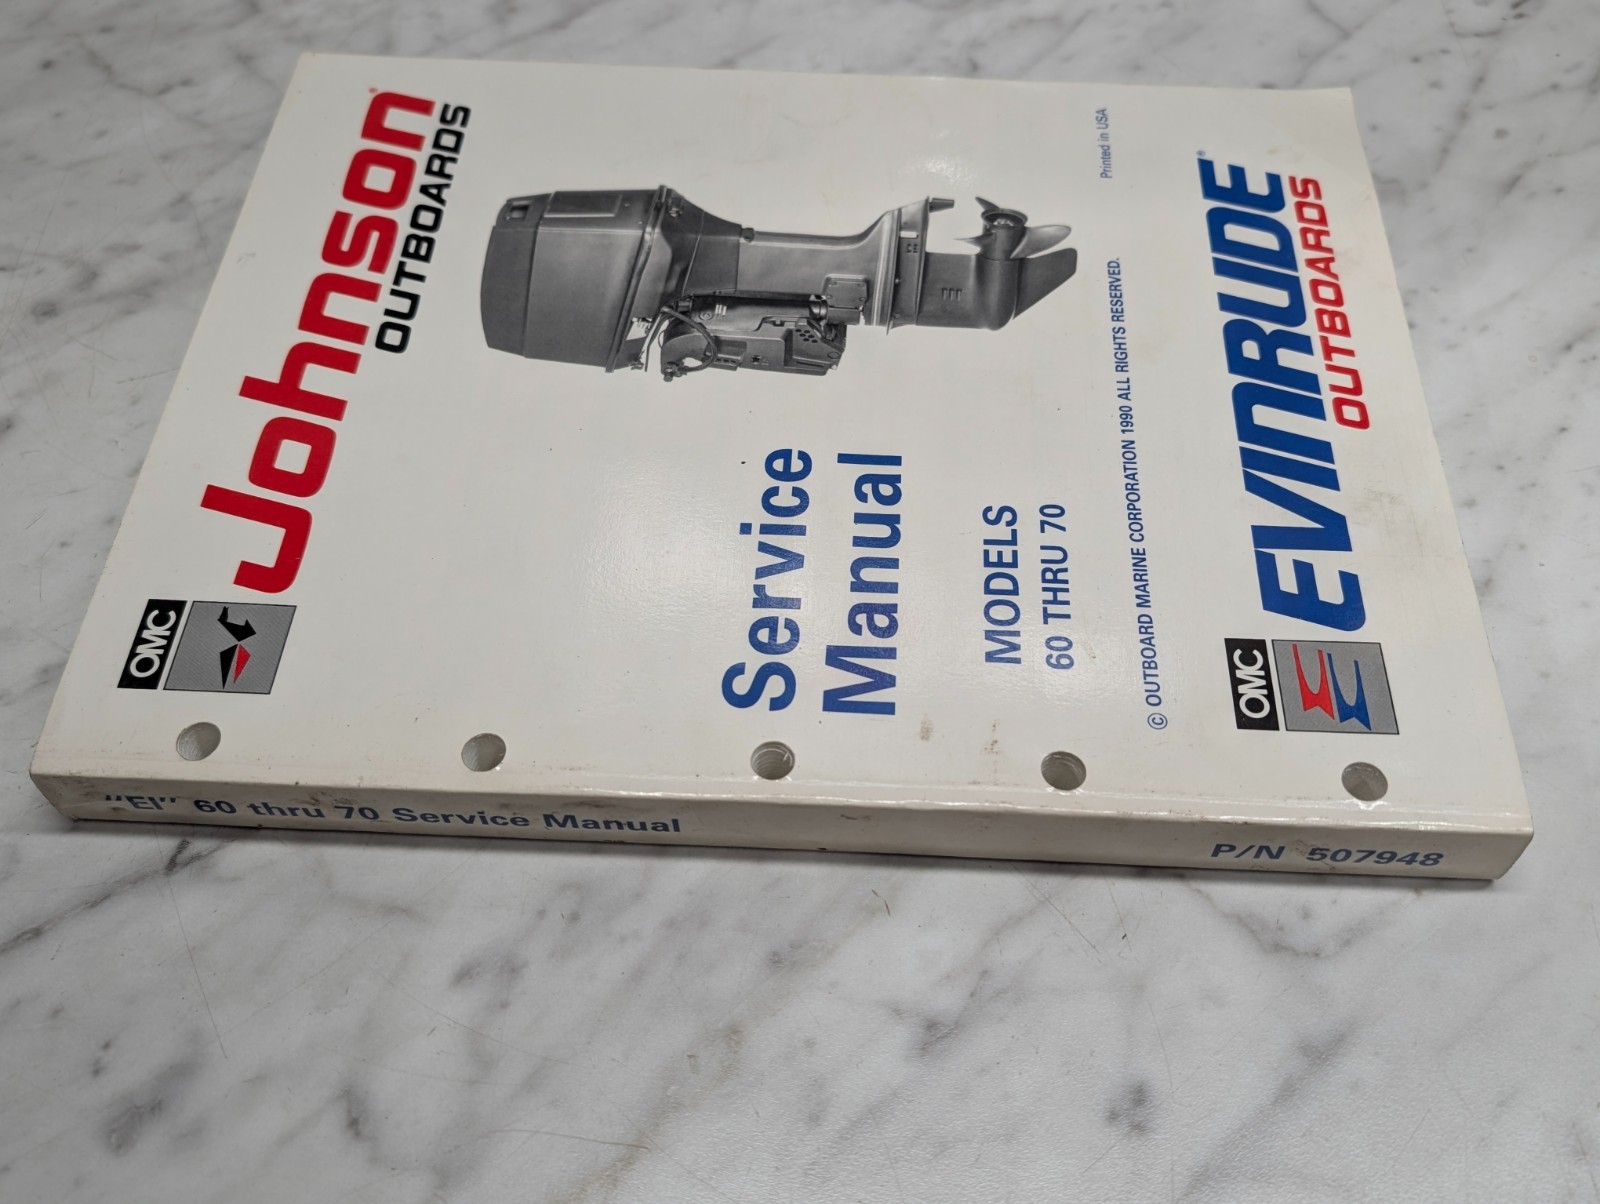 OMC
Johnson®
OUTBOARDS
Service
Manual
MODELS
60 THRU 70
© OUTBOARD MARINE CORPORATION 1990 ALL RIGHTS RESERVED.
Printed in USA
OMC
EVINRUDE®
OUTBOARDS
"EI" 60 thru 70 Service Manual
P/N 507948